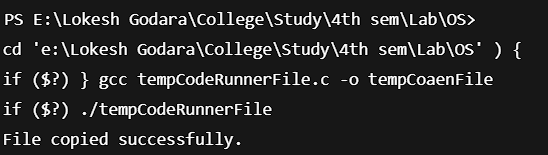 PS E:\Lokesh Godara\College\Study\4th sem\Lab\OS>
cd 'e:\Lokesh Godara\College\Study\4th sem\Lab\OS' ) {
if ($?) } gcc tempCodeRunnerFile.c -o tempCoaenFile
if ($?) ./tempCodeRunnerFile
File copied successfully.